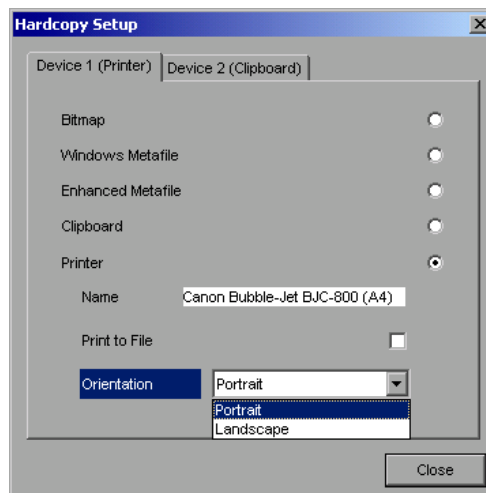 Hardcopy Setup
Device 1 (Printer) Device 2 (Clipboard)
Bitmap
Windows Metafile
Enhanced Metafile
Clipboard
Printer
Name Canon Bubble-Jet BJC-800 (A4)
Print to File
Orientation Portrait
Portrait
Landscape
Close